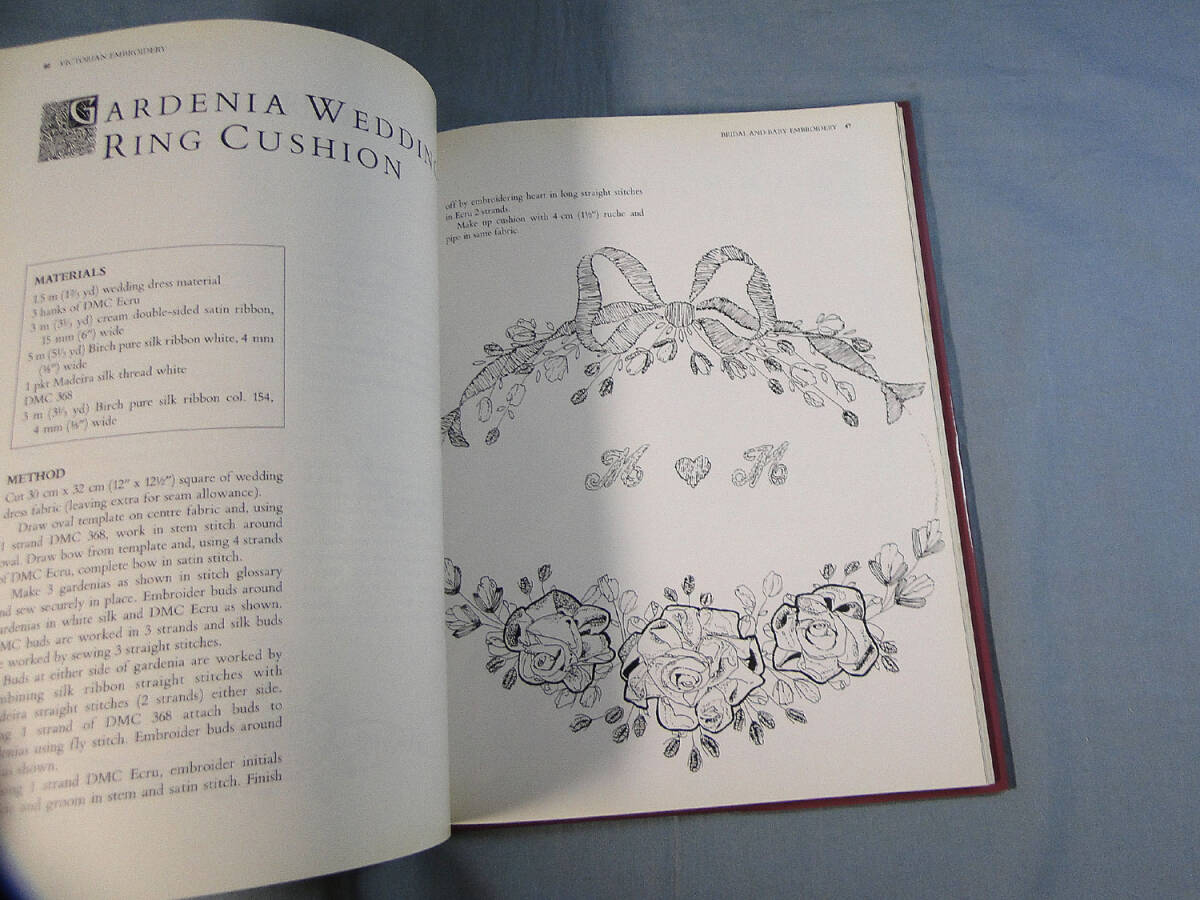 VICTORIAN EMBROIDERY
GARDENIA WEDDING
RING CUSHION
MATERIALS
1.5 m (1⅔ yd) wedding dress material
3 hanks of DMC Ecru
3 m (3⅓ yd) cream double-sided satin ribbon,
15 mm (6") wide
5 m (5⅓ yd) Birch pure silk ribbon white, 4 mm
(⅛") wide
1 pkt Madeira silk thread white
DMC 368
3 m (3⅓ yd) Birch pure silk ribbon col. 154,
4 mm (⅛") wide
METHOD
Cut 30 cm x 32 cm (12" x 12½") square of wedding
dress fabric (leaving extra for seam allowance).
Draw oval template on centre fabric and, using
1 strand DMC 368, work in stem stitch around
oval. Draw bow from template and, using 4 strands
of DMC Ecru, complete bow in satin stitch.
Make 3 gardenias as shown in stitch glossary
and sew securely in place. Embroider buds around
gardenias in white silk and DMC Ecru as shown.
DMC buds are worked in 3 strands and silk buds
worked by sewing 3 straight stitches.
Buds at either side of gardenia are worked by
combining silk ribbon straight stitches with
Madeira straight stitches (2 strands) either side.
1 strand of DMC 368 attach buds to
gardenias using fly stitch. Embroider buds around
as shown.
1 strand DMC Ecru, embroider initials
and groom in stem and satin stitch. Finish
BRIDAL AND BABY EMBROIDERY 47
off by embroidering heart in long straight stitches
in Ecru 2 strands.
Make up cushion with 4 cm (1½") ruche and
pipe in same fabric.
M M